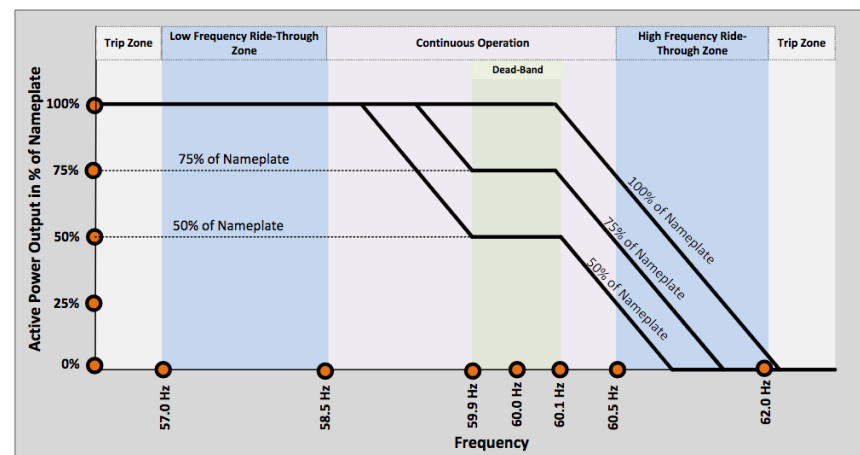 Trip Zone
Low Frequency Ride-Through
Zone
Continuous Operation
High Frequency Ride-
Through Zone
Trip Zone
Dead-Band
Active Power Output in % of Nameplate
100%
75%
50%
25%
0%
75% of Nameplate
50% of Nameplate
100% of Nameplate
75% of Nameplate
50% of Nameplate
57.0 Hz
58.5 Hz
59.9 Hz
60.0 Hz
60.1 Hz
60.5 Hz
62.0 Hz
Frequency